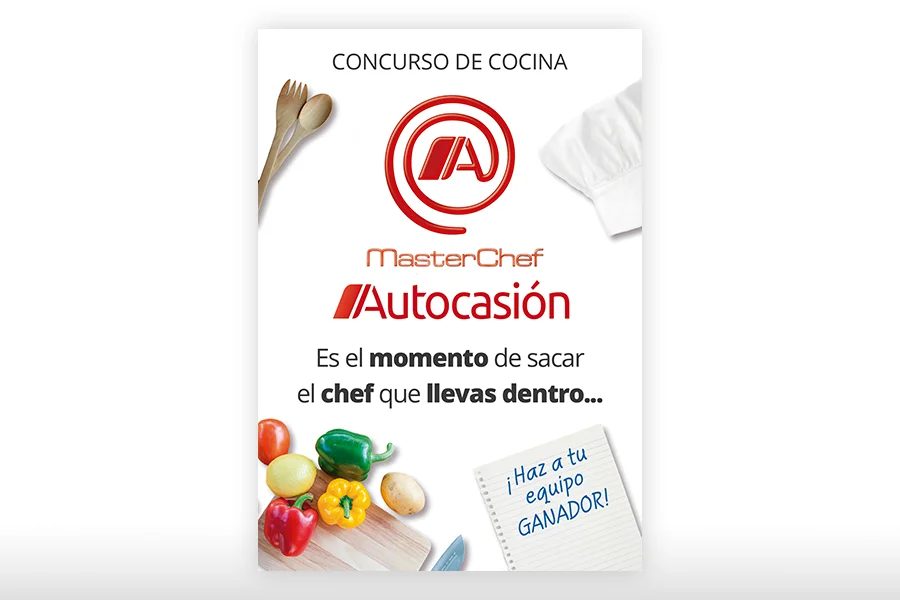 CONCURSO DE COCINA
A
MasterChef
Autocasión
Es el momento de sacar
el chef que llevas dentro...
¡Haz a tu
equipo
GANADOR!